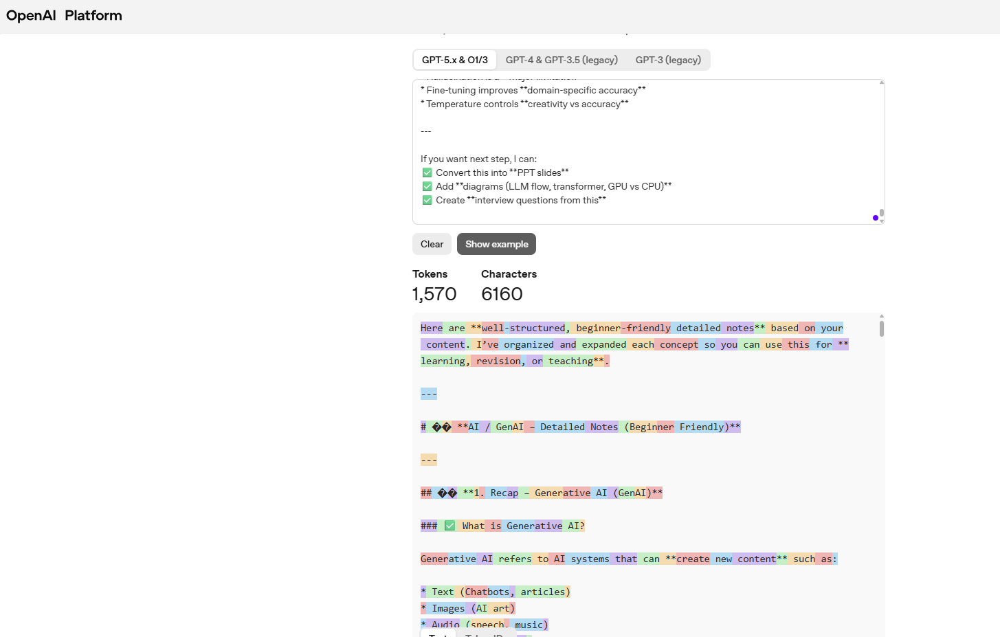 OpenAI Platform
GPT-5.x & O1/3 GPT-4 & GPT-3.5 (legacy) GPT-3 (legacy)
* Fine-tuning improves **domain-specific accuracy**
* Temperature controls **creativity vs accuracy**
---
If you want next step, I can:
✅ Convert this into **PPT slides**
✅ Add **diagrams (LLM flow, transformer, GPU vs CPU)**
✅ Create **interview questions from this**
Clear Show example
Tokens Characters
1,570 6160
Here are **well-structured, beginner-friendly detailed notes** based on your
content. I’ve organized and expanded each concept so you can use this for **
learning, revision, or teaching**.
---
# �� **AI / GenAI – Detailed Notes (Beginner Friendly)**
---
## �� **1. Recap – Generative AI (GenAI)**
### ✅ What is Generative AI?
Generative AI refers to AI systems that can **create new content** such as:
* Text (Chatbots, articles)
* Images (AI art)
* Audio (speech, music)